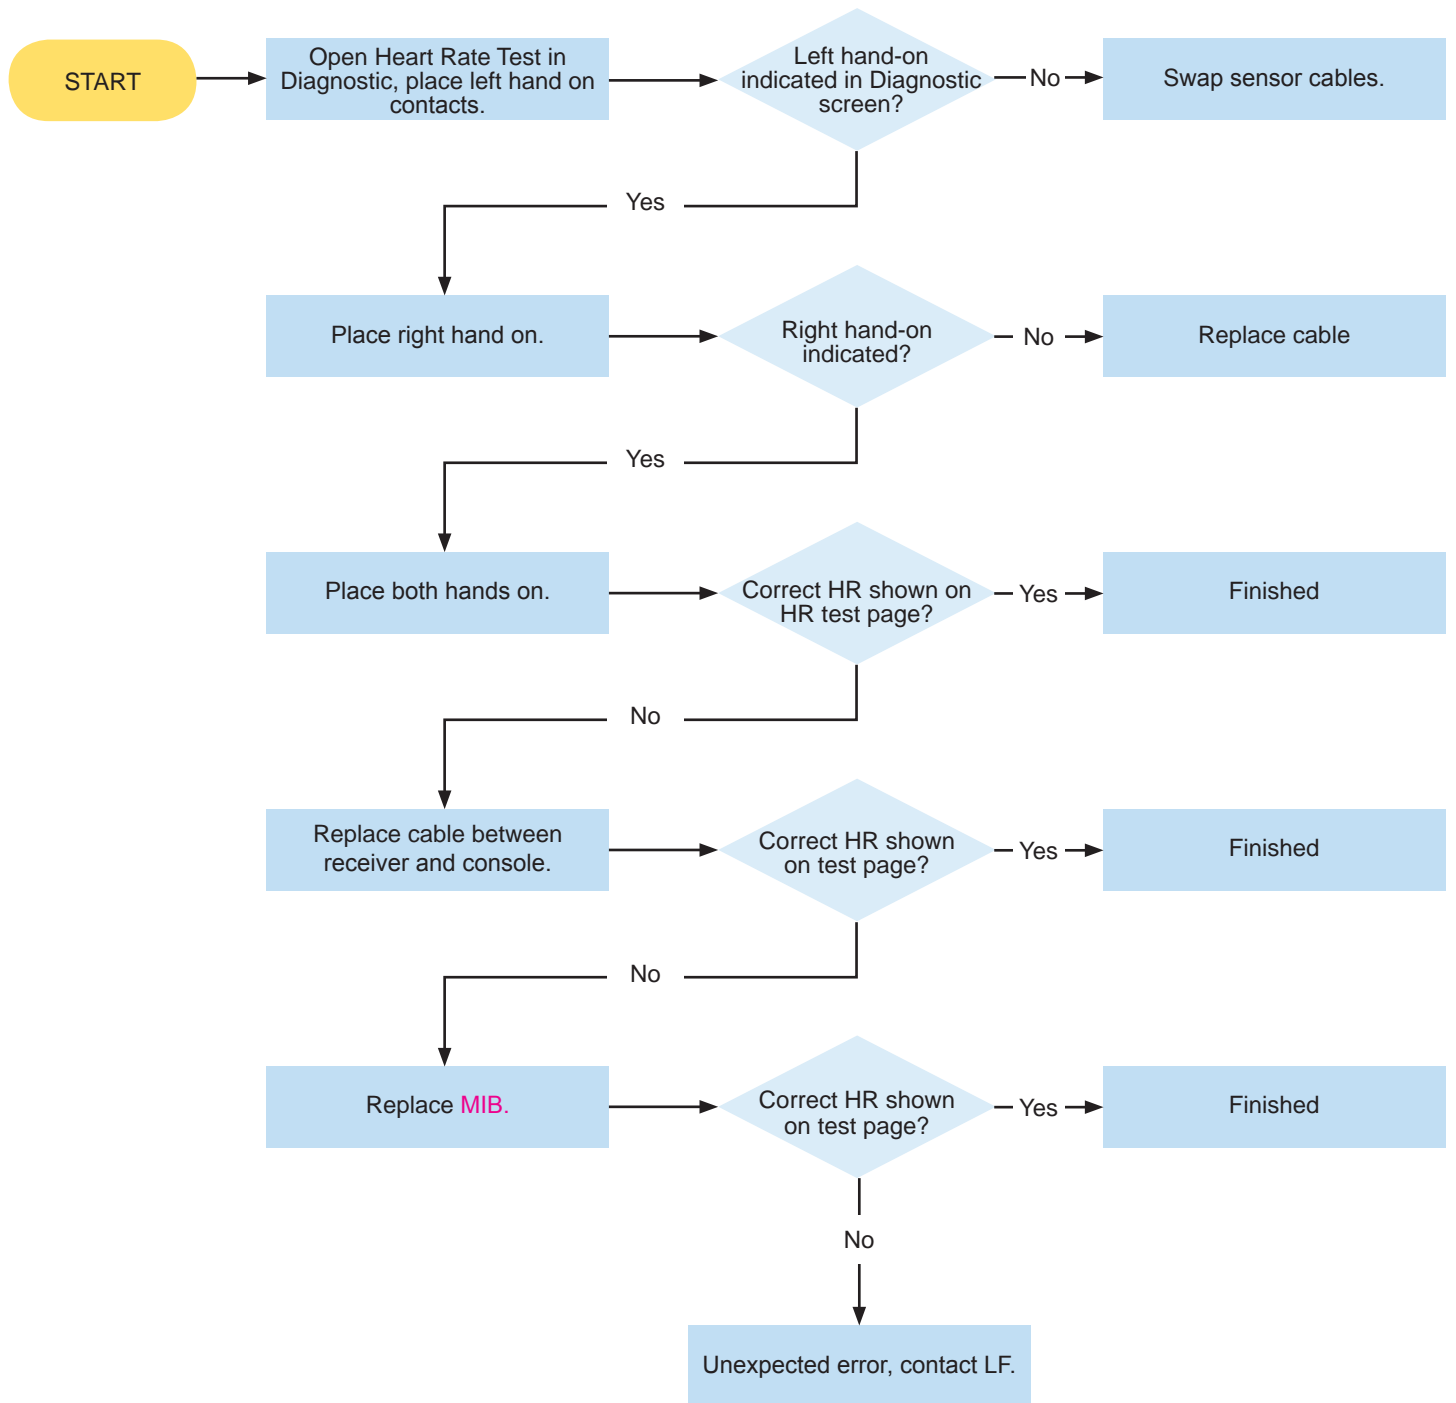 START
Open Heart Rate Test in
Diagnostic, place left hand on
contacts.
Left hand-on
indicated in Diagnostic
screen?
No
Swap sensor cables.
Yes
Place right hand on.
Right hand-on
indicated?
No
Replace cable
Yes
Place both hands on.
Correct HR shown on
HR test page?
Yes
Finished
No
Replace cable between
receiver and console.
Correct HR shown
on test page?
Yes
Finished
No
Replace MIB.
Correct HR shown
on test page?
Yes
Finished
No
Unexpected error, contact LF.